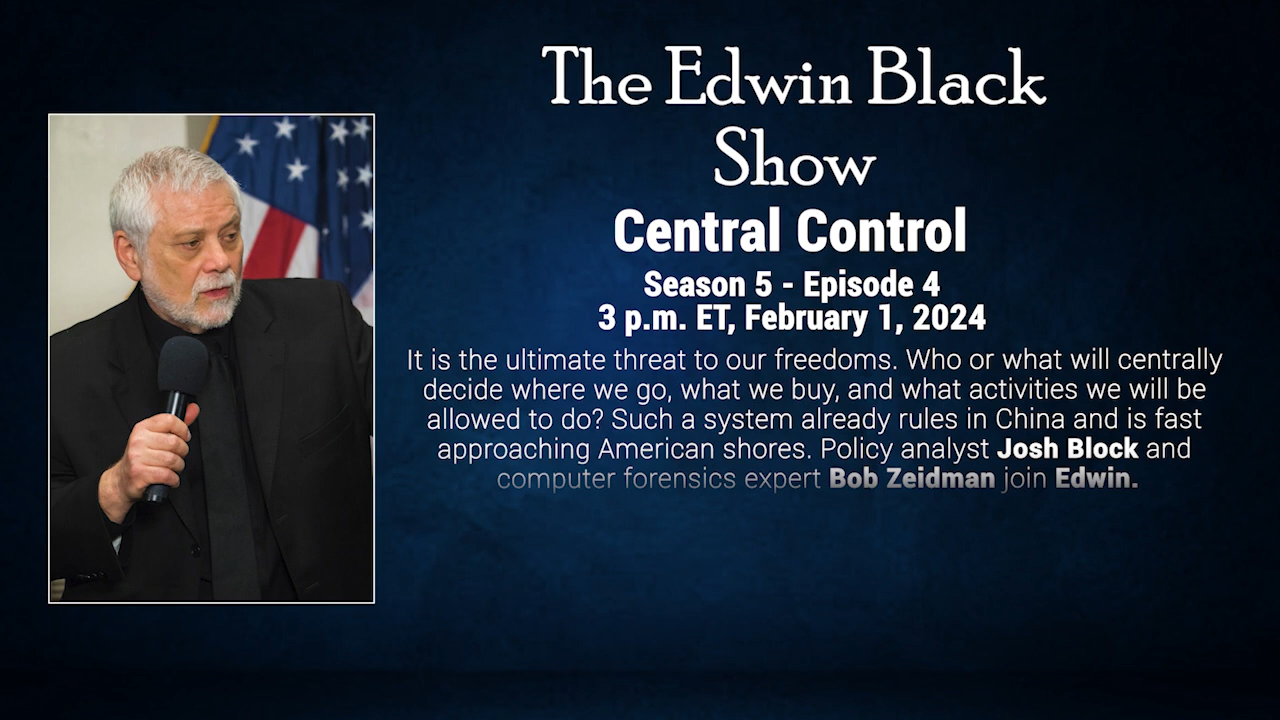 The Edwin Black
Show
Central Control
Season 5 - Episode 4
3 p.m. ET, February 1, 2024
It is the ultimate threat to our freedoms. Who or what will centrally
decide where we go, what we buy, and what activities we will be
allowed to do? Such a system already rules in China and is fast
approaching American shores. Policy analyst Josh Block and
computer forensics expert Bob Zeidman join Edwin.